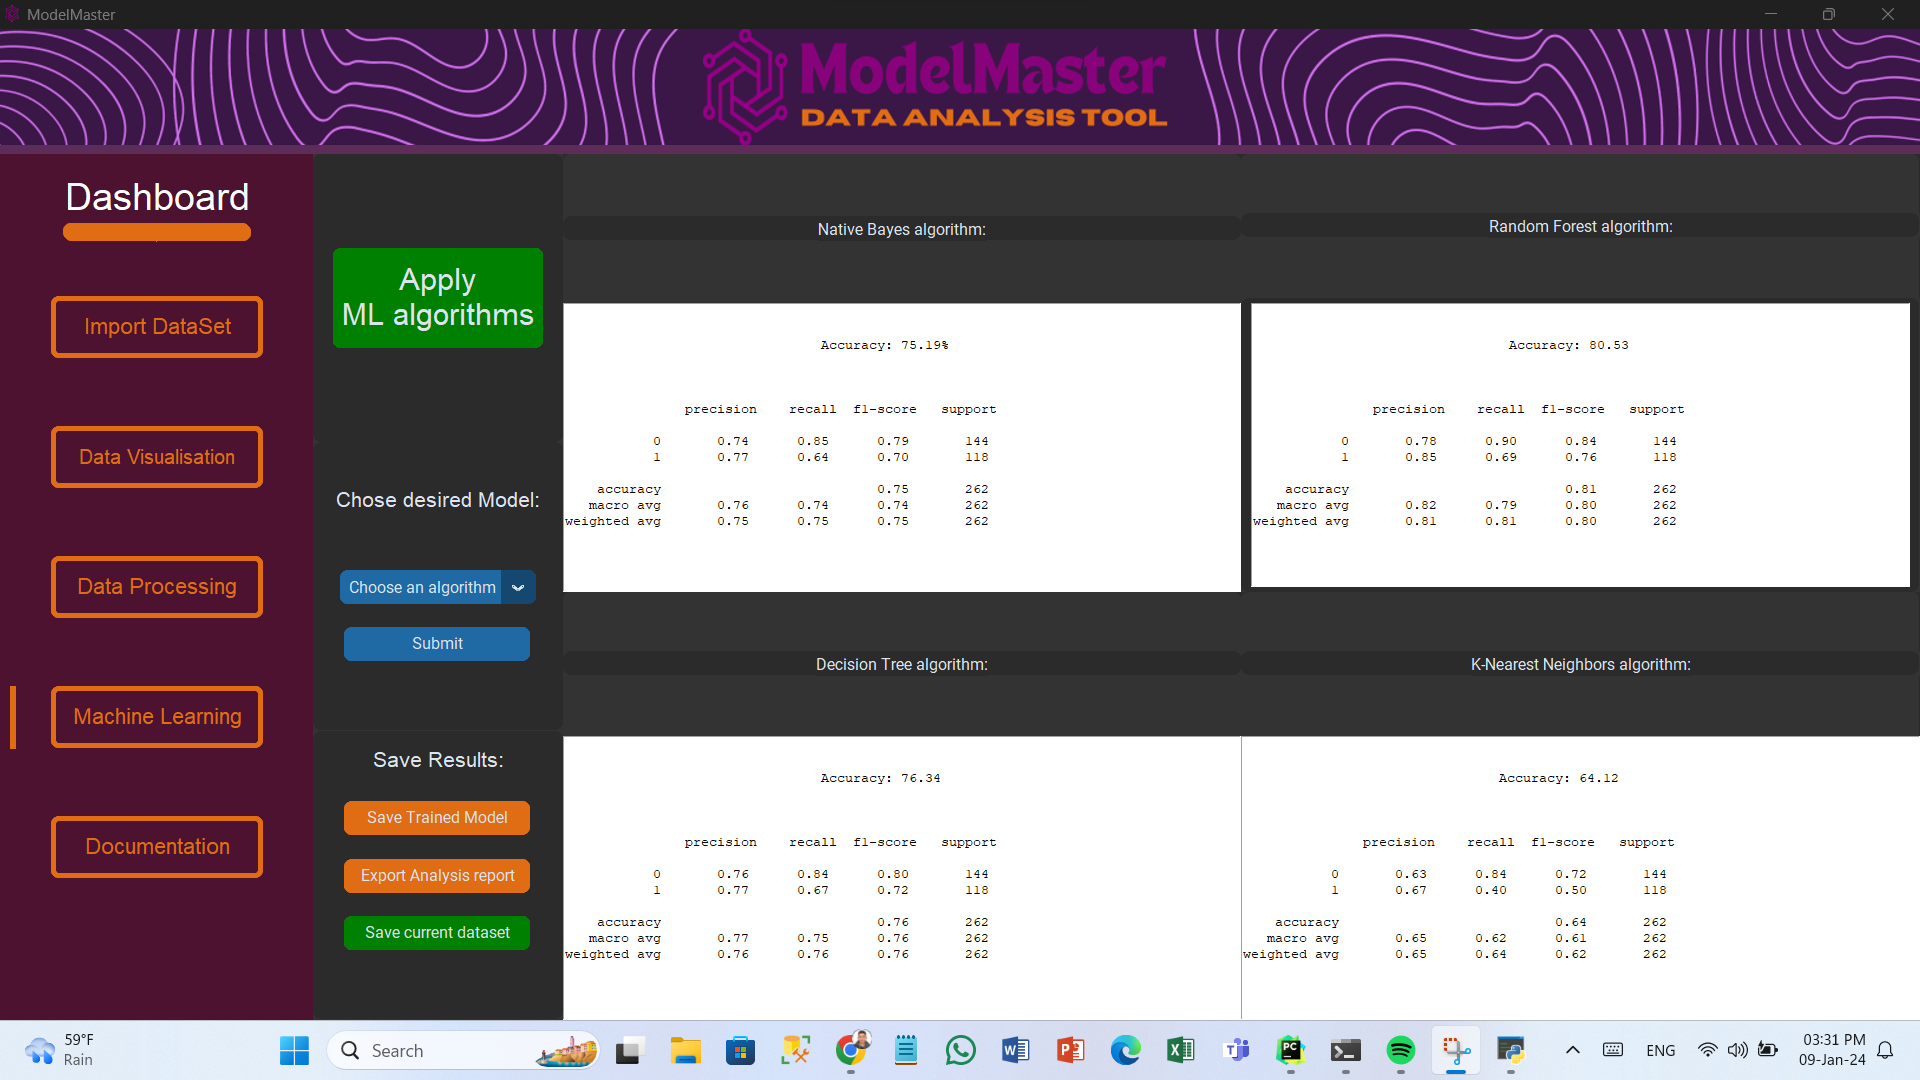 ModelMaster
ModelMaster
DATA ANALYSIS TOOL
Dashboard
Import DataSet
Data Visualisation
Data Processing
Machine Learning
Documentation
Apply
ML algorithms
Chose desired Model:
Choose an algorithm
Submit
Save Results:
Save Trained Model
Export Analysis report
Save current dataset
Native Bayes algorithm:
Accuracy: 75.19%
precision recall f1-score support
0 0.74 0.85 0.79 144
1 0.77 0.64 0.70 118
accuracy 0.75 262
macro avg 0.76 0.74 0.74 262
weighted avg 0.75 0.75 0.75 262
Random Forest algorithm:
Accuracy: 80.53
precision recall f1-score support
0 0.78 0.90 0.84 144
1 0.85 0.69 0.76 118
accuracy 0.81 262
macro avg 0.82 0.79 0.80 262
weighted avg 0.81 0.81 0.80 262
Decision Tree algorithm:
Accuracy: 76.34
precision recall f1-score support
0 0.76 0.84 0.80 144
1 0.77 0.67 0.72 118
accuracy 0.76 262
macro avg 0.77 0.75 0.76 262
weighted avg 0.76 0.76 0.76 262
K-Nearest Neighbors algorithm:
Accuracy: 64.12
precision recall f1-score support
0 0.63 0.84 0.72 144
1 0.67 0.40 0.50 118
accuracy 0.64 262
macro avg 0.65 0.62 0.61 262
weighted avg 0.65 0.64 0.62 262
59°F
Rain
Search
PC
ENG
03:31 PM
09-Jan-24